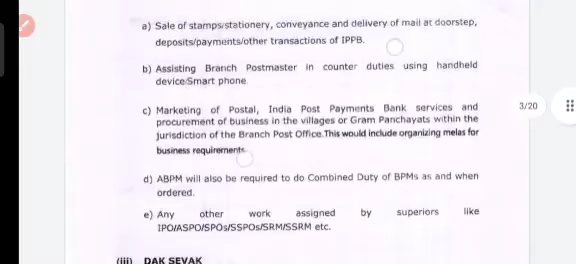 a) Sale of stamps/stationery, conveyance and delivery of mail at doorstep,
deposits/payments/other transactions of IPPB.
b) Assisting Branch Postmaster in counter duties using handheld
device/Smart phone.
c) Marketing of Postal, India Post Payments Bank services and
procurement of business in the villages or Gram Panchayats within the
3/20
jurisdiction of the Branch Post Office.This would include organizing melas for
business requirements.
d) ABPM will also be required to do Combined Duty of BPMs as and when
ordered.
e) Any other work assigned by superiors like
IPO/ASPO/SPOs/SSPOs/SRM/SSRM etc.
(iii) DAK SEVAK